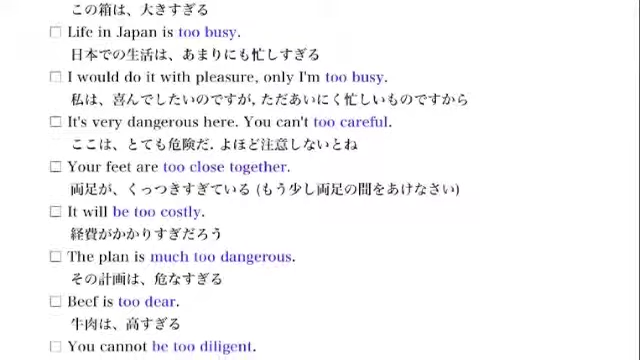 この箱は、大きすぎる
□ Life in Japan is too busy.
日本での生活は、あまりにも忙しすぎる
□ I would do it with pleasure, only I'm too busy.
私は、喜んでしたいのですが, ただあいにく忙しいものですから
□ It's very dangerous here. You can't too careful.
ここは、とても危険だ. よほど注意しないとね
□ Your feet are too close together.
両足が、くっつきすぎている (もう少し両足の間をあけなさい)
□ It will be too costly.
経費がかかりすぎだろう
□ The plan is much too dangerous.
その計画は、危なすぎる
□ Beef is too dear.
牛肉は、高すぎる
□ You cannot be too diligent.